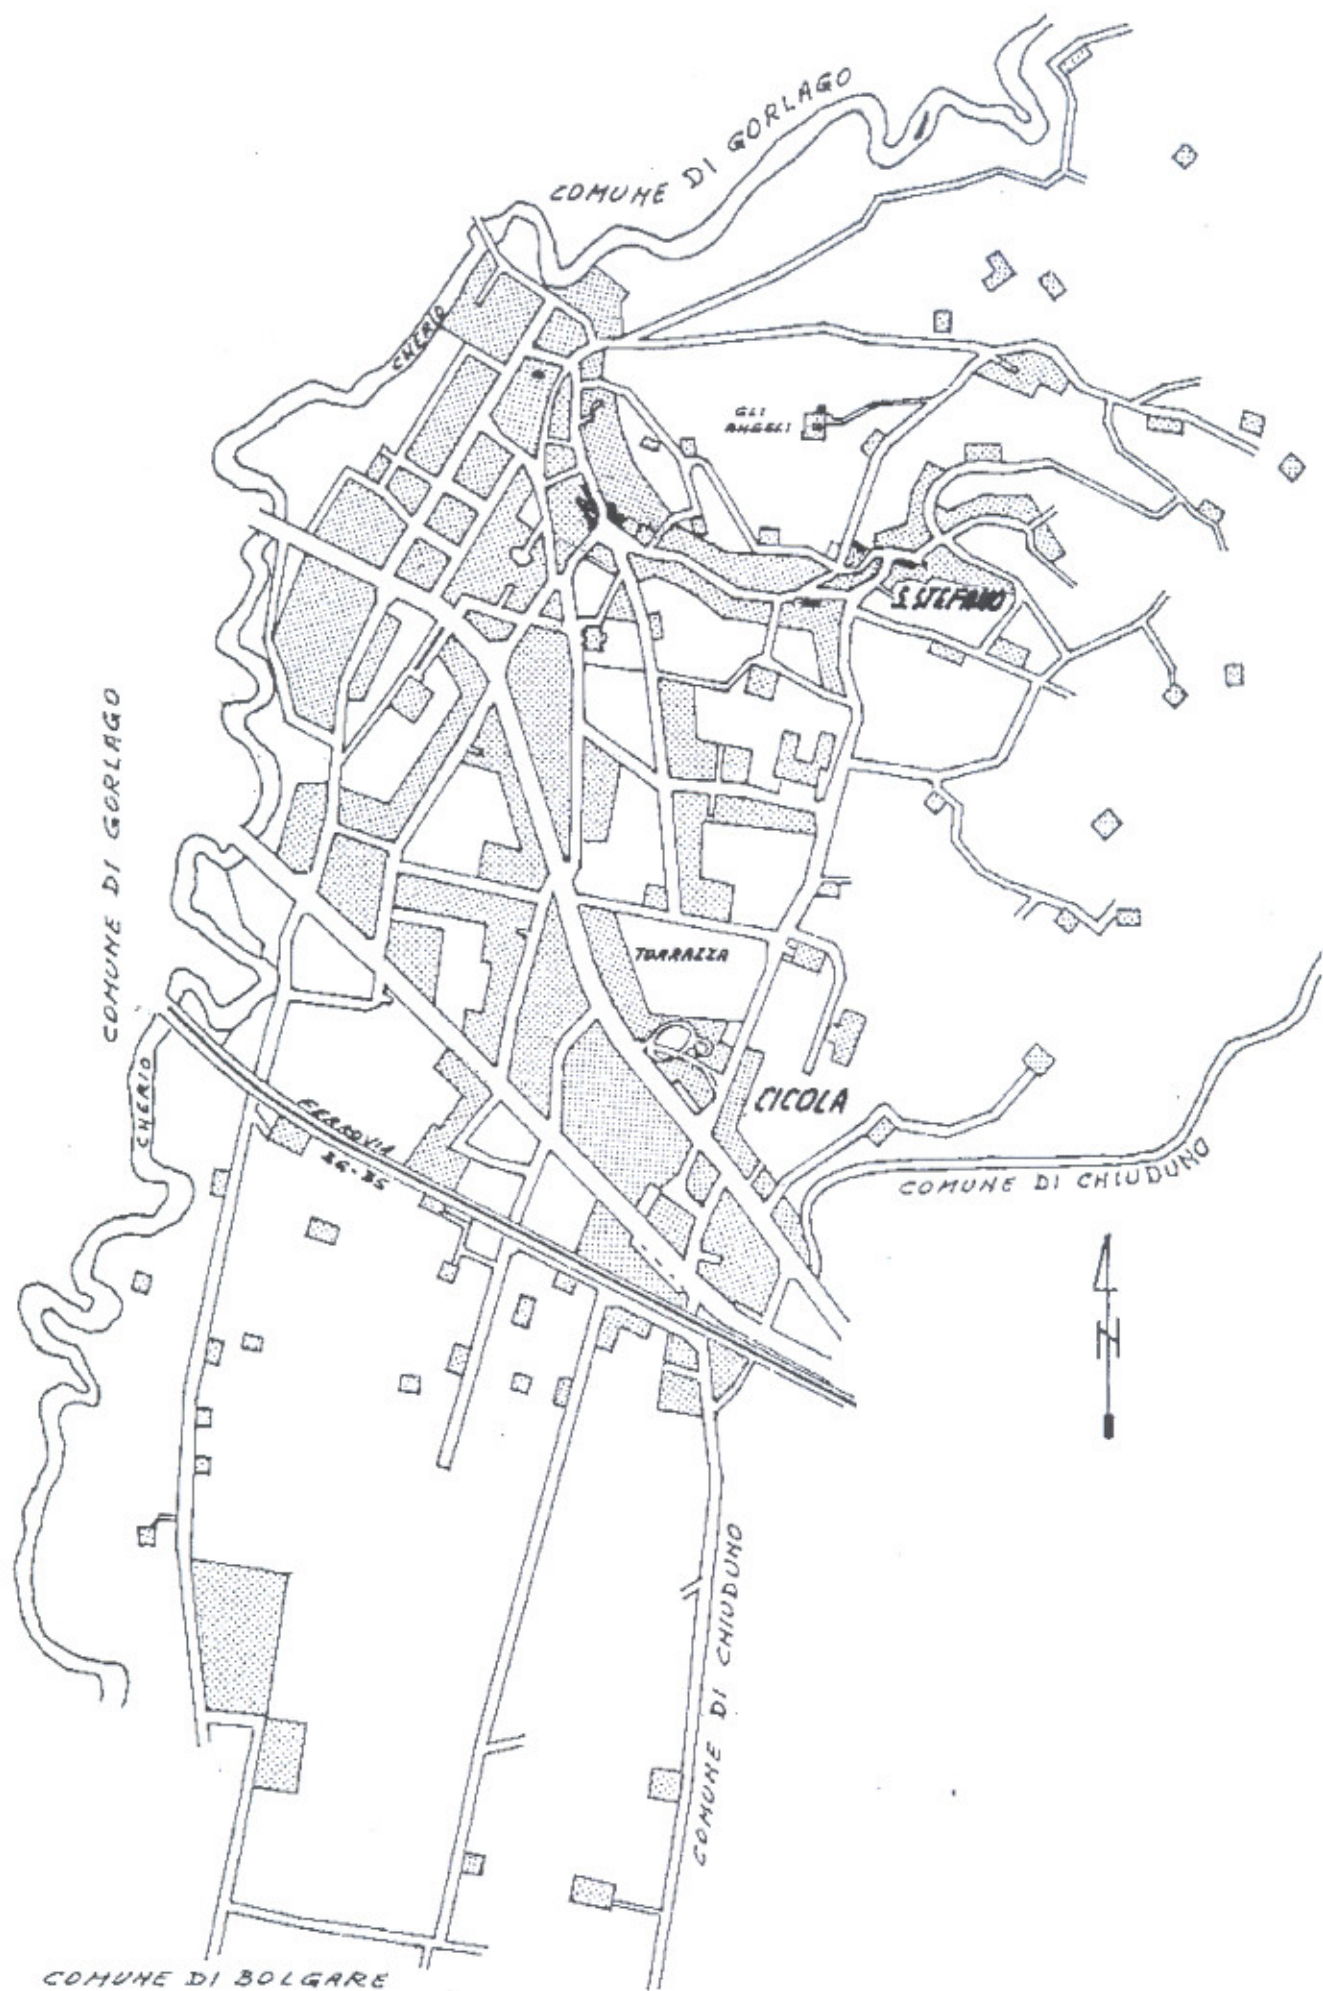 COMUNE DI GORLAGO
CHERIO
GLI
ANGELI
S. STEFANO
COMUNE DI GORLAGO
TORRAZZA
CHERIO
CICOLA
FERROVIA
BG-BS
COMUNE DI CHIUDUNO
N
COMUNE DI CHIUDUNO
COMUNE DI BOLGARE